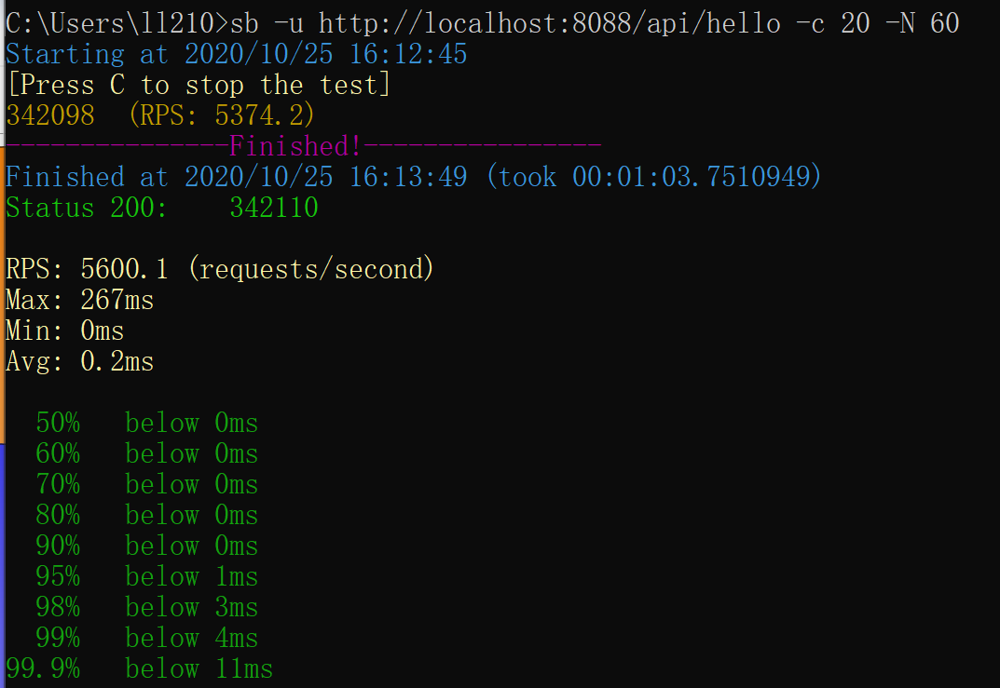 C:\Users\ll210>sb -u http://localhost:8088/api/hello -c 20 -N 60
Starting at 2020/10/25 16:12:45
[Press C to stop the test]
342098  (RPS: 5374.2)
---------------Finished!----------------
Finished at 2020/10/25 16:13:49 (took 00:01:03.7510949)
Status 200:    342110
RPS: 5600.1 (requests/second)
Max: 267ms
Min: 0ms
Avg: 0.2ms
50%   below 0ms
60%   below 0ms
70%   below 0ms
80%   below 0ms
90%   below 0ms
95%   below 1ms
98%   below 3ms
99%   below 4ms
99.9%   below 11ms